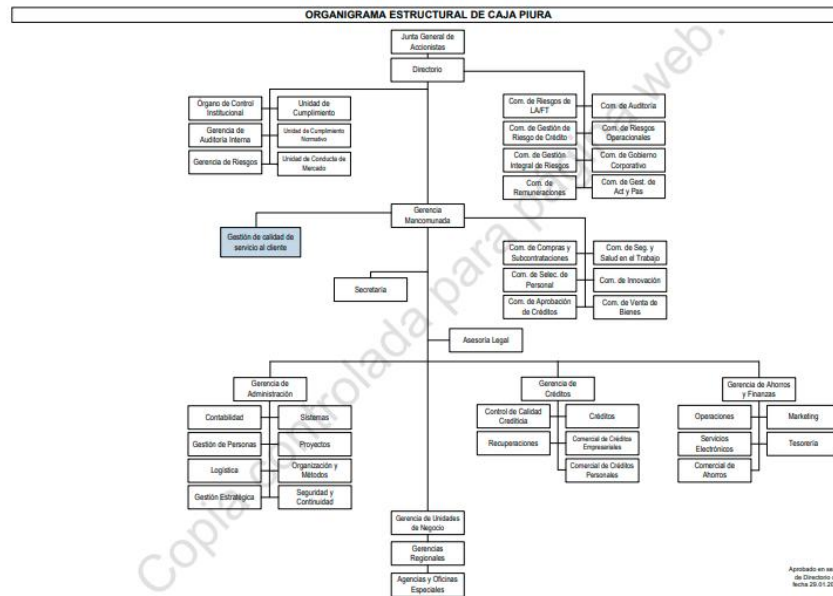 ORGANIGRAMA ESTRUCTURAL DE CAJA PIURA
Junta General de
Accionistas
Directorio
Órgano de Control
Institucional
Unidad de
Cumplimiento
Gerencia de
Auditoría Interna
Unidad de Cumplimiento
Normativo
Gerencia de Riesgos
Unidad de Conducta de
Mercado
Com. de Riesgos de
LA/FT
Com. de Auditoría
Com. de Gestión de
Riesgo de Crédito
Com. de Riesgos
Operacionales
Com. de Gestión
Integral de Riesgos
Com. de Gobierno
Corporativo
Com. de
Remuneraciones
Com. de Gest. de
Act y Pas
Gerencia
Mancomunada
Gestión de calidad de
servicio al cliente
Secretaría
Com. de Compras y
Subcontrataciones
Com. de Seg. y
Salud en el Trabajo
Com. de Selec. de
Personal
Com. de Innovación
Com. de Aprobación
de Créditos
Com. de Venta de
Bienes
Asesoría Legal
Gerencia de
Administración
Contabilidad
Sistemas
Gestión de Personas
Proyectos
Logística
Organización y
Métodos
Gestión Estratégica
Seguridad y
Continuidad
Gerencia de
Créditos
Control de Calidad
Crediticia
Créditos
Recuperaciones
Comercial de Créditos
Empresariales
Comercial de Créditos
Personales
Gerencia de Ahorros
y Finanzas
Operaciones
Marketing
Servicios
Electrónicos
Tesorería
Comercial de
Ahorros
Gerencia de Unidades
de Negocio
Gerencias
Regionales
Agencias y Oficinas
Especiales
Aprobado en
de Directorio
fecha 29.01
Copia controlada para página web.